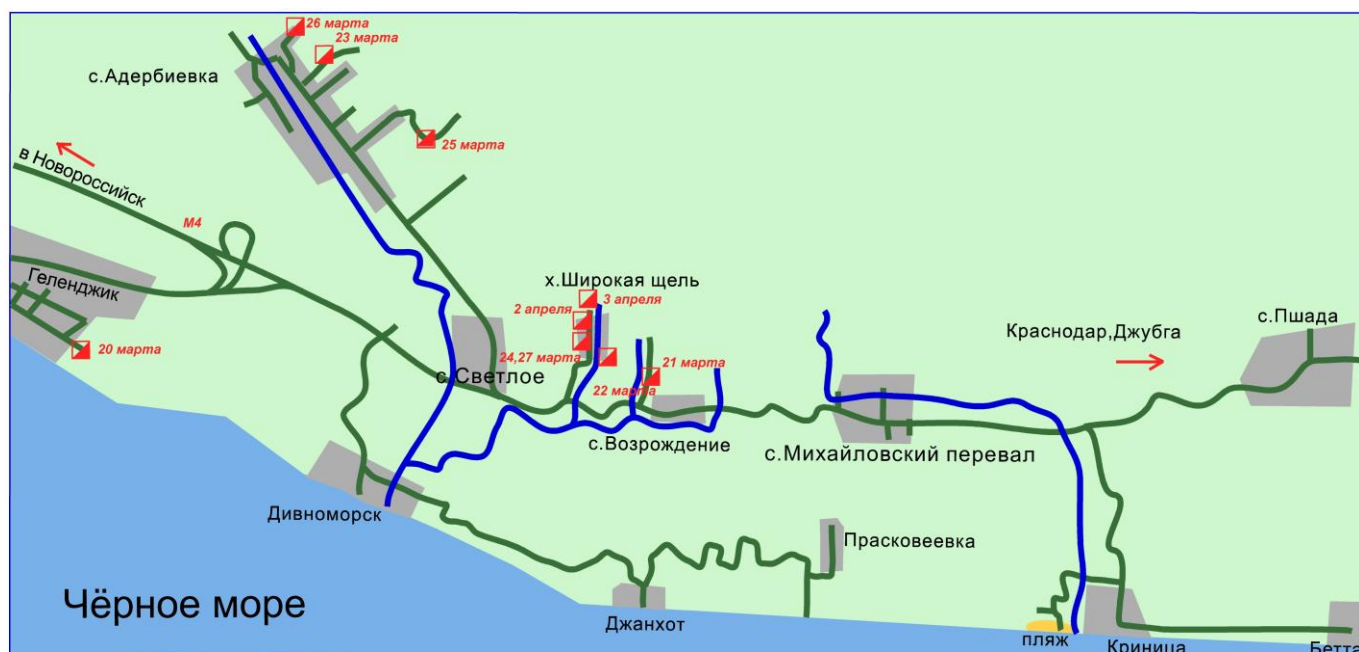 26 марта
23 марта
с.Адербиевка
25 марта
в Новороссийск
М4
Геленджик
х.Широкая щель
3 апреля
2 апреля
20 марта
24,27 марта
21 марта
22 марта
с.Светлое
Краснодар,Джубга
с.Пшада
с.Возрождение
с.Михайловский перевал
Дивноморск
Прасковеевка
Чёрное море
Джанхот
пляж
Криница
Бетта